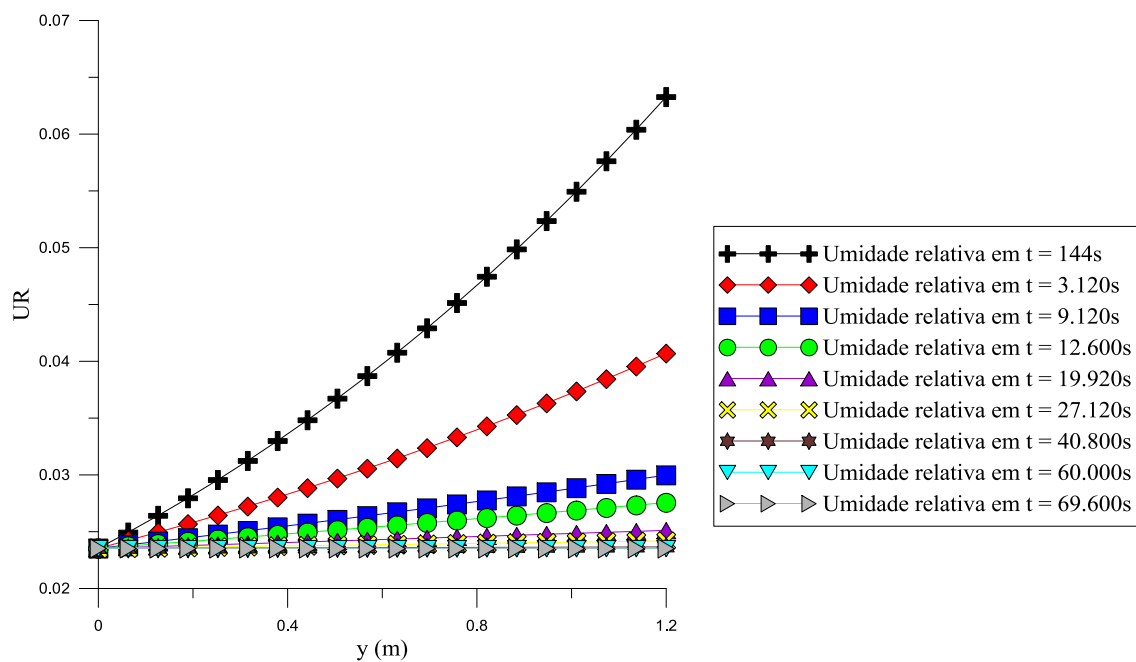 0.07
0.06
0.05
0.04
0.03
0.02
UR
0
0.4
0.8
1.2
y (m)
Umidade relativa em t = 144s
Umidade relativa em t = 3.120s
Umidade relativa em t = 9.120s
Umidade relativa em t = 12.600s
Umidade relativa em t = 19.920s
Umidade relativa em t = 27.120s
Umidade relativa em t = 40.800s
Umidade relativa em t = 60.000s
Umidade relativa em t = 69.600s